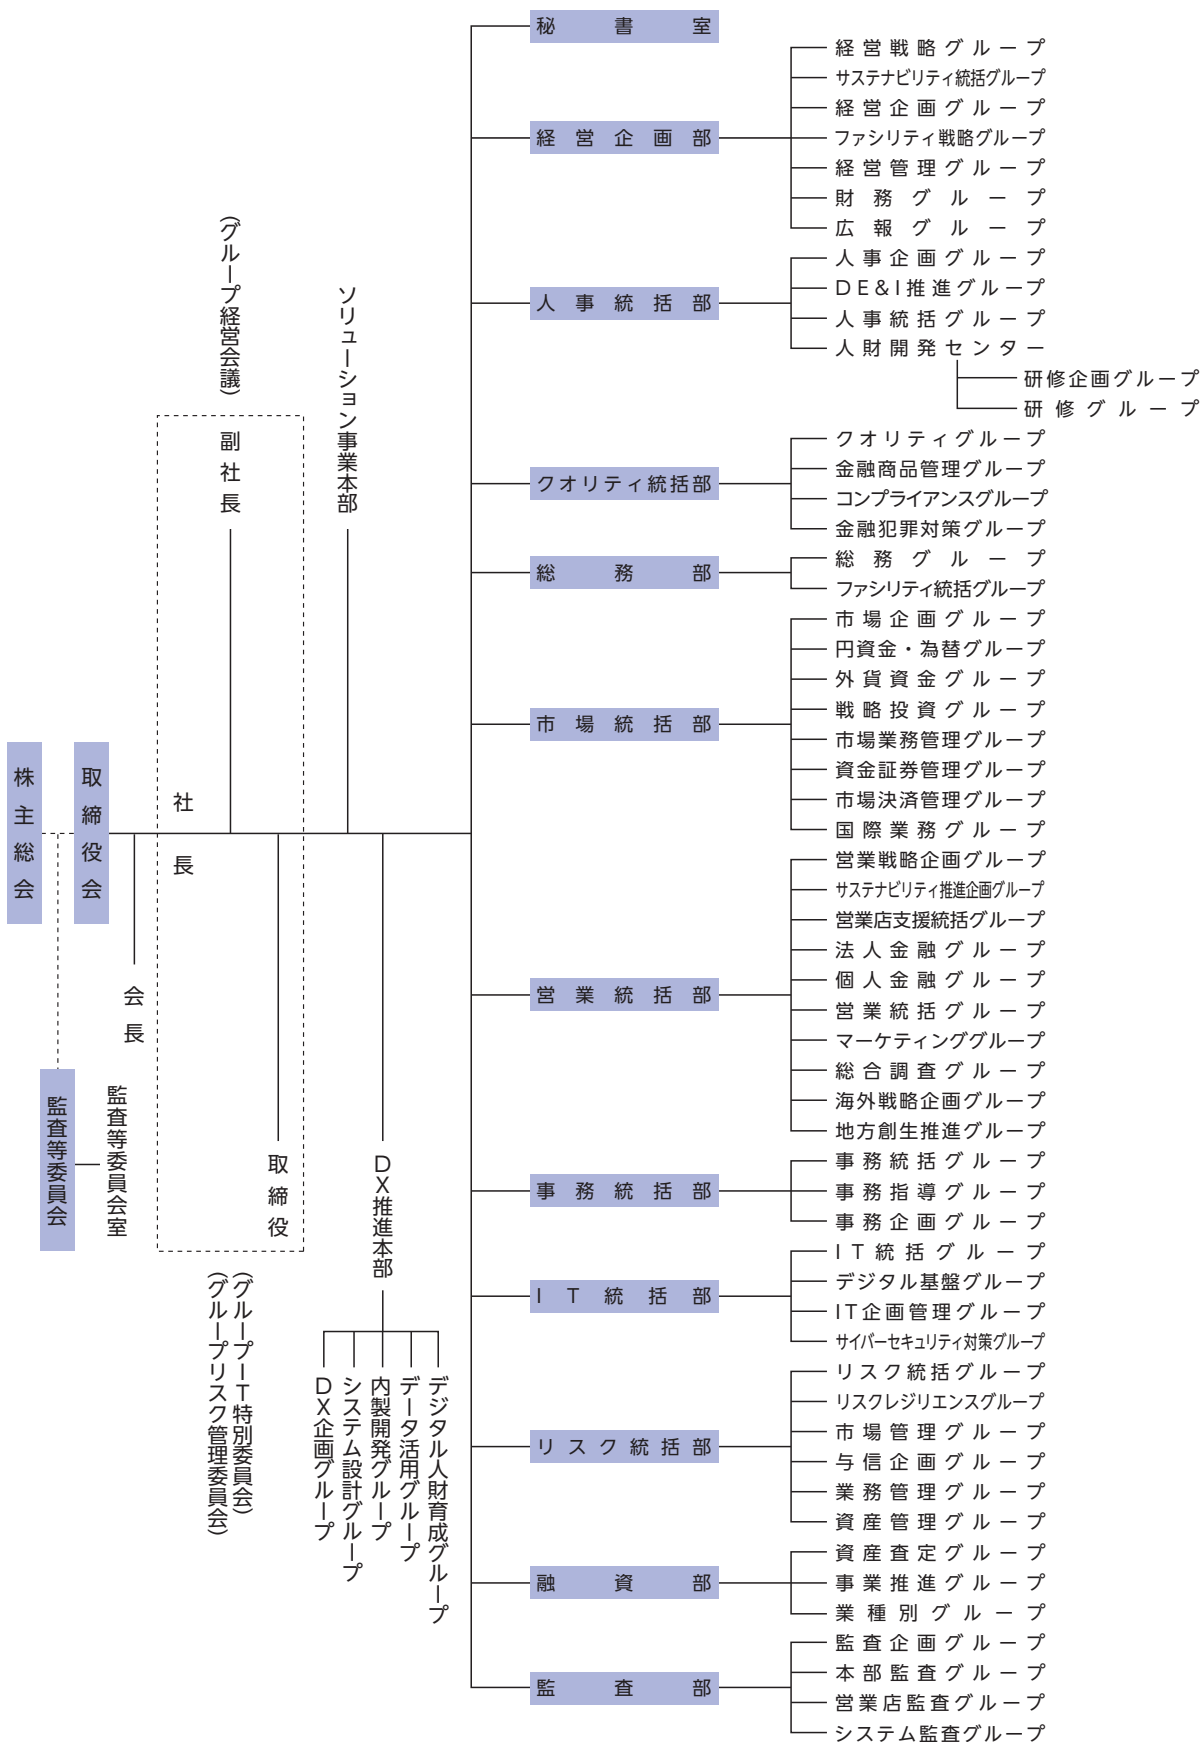 株主総会
取締役会
監査等委員会
監査等委員会室
会長
社長
(グループ経営会議)
副社長
取締役
(グループIT特別委員会)
(グループリスク管理委員会)
ソリューション事業本部
DX推進本部
DX企画グループ
システム設計グループ
内製開発グループ
データ活用グループ
デジタル人財育成グループ
秘書室
経営企画部
経営戦略グループ
サステナビリティ統括グループ
経営企画グループ
ファシリティ戦略グループ
経営管理グループ
財務グループ
広報グループ
人事統括部
人事企画グループ
DE&I推進グループ
人事統括グループ
人財開発センター
研修企画グループ
研修グループ
クオリティ統括部
クオリティグループ
金融商品管理グループ
コンプライアンスグループ
金融犯罪対策グループ
総務部
総務グループ
ファシリティ統括グループ
市場統括部
市場企画グループ
円資金・為替グループ
外貨資金グループ
戦略投資グループ
市場業務管理グループ
資金証券管理グループ
市場決済管理グループ
国際業務グループ
営業統括部
営業戦略企画グループ
サステナビリティ推進企画グループ
営業店支援統括グループ
法人金融グループ
個人金融グループ
営業統括グループ
マーケティンググループ
総合調査グループ
海外戦略企画グループ
地方創生推進グループ
事務統括部
事務統括グループ
事務指導グループ
事務企画グループ
IT統括部
IT統括グループ
デジタル基盤グループ
IT企画管理グループ
サイバーセキュリティ対策グループ
リスク統括部
リスク統括グループ
リスクレジリエンスグループ
市場管理グループ
与信企画グループ
業務管理グループ
資産管理グループ
融資部
資産査定グループ
事業推進グループ
業種別グループ
監査部
監査企画グループ
本部監査グループ
営業店監査グループ
システム監査グループ